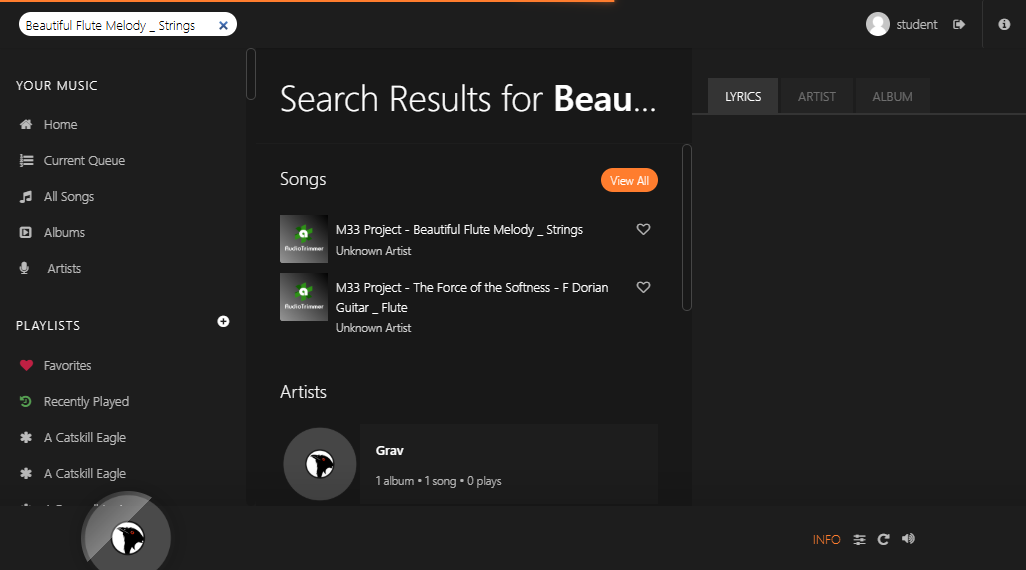 Beautiful Flute Melody _ Strings
student
YOUR MUSIC
Home
Current Queue
All Songs
Albums
Artists
PLAYLISTS
Favorites
Recently Played
A Catskill Eagle
A Catskill Eagle
Search Results for Beau...
Songs
View All
AudioTrimmer
M33 Project - Beautiful Flute Melody _ Strings
Unknown Artist
AudioTrimmer
M33 Project - The Force of the Softness - F Dorian
Guitar _ Flute
Unknown Artist
Artists
Grav
1 album • 1 song • 0 plays
LYRICS
ARTIST
ALBUM
INFO